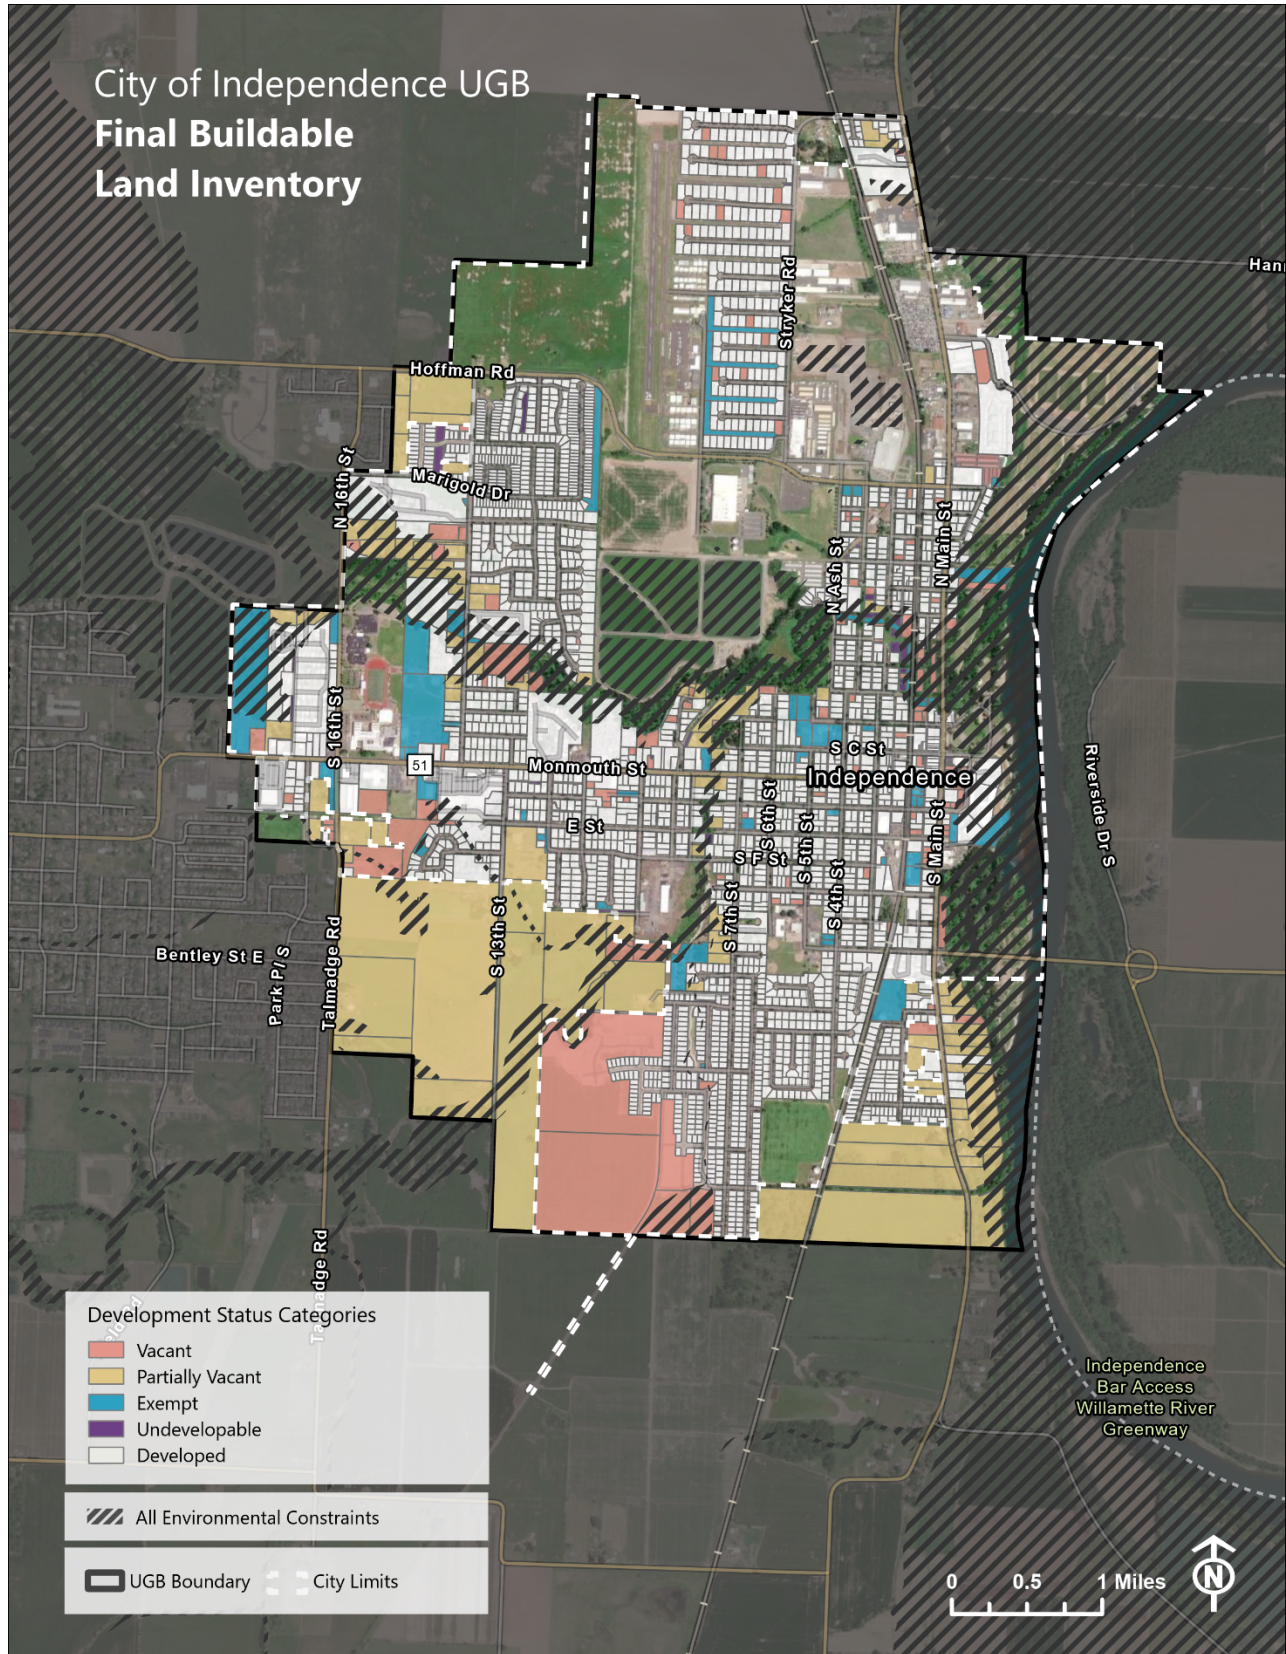 City of Independence UGB
Final Buildable
Land Inventory
Hoffman Rd
Stryker Rd
N 16th St
Marigold Dr
N Ash St
N Main St
S 16th St
51
Monmouth St
S C St
Independence
E St
S F St
S 6th St
S 5th St
S 4th St
S Main St
S 7th St
S 13th St
Riverside Dr S
Bentley St E
Park Pl S
Talmadge Rd
Talmadge Rd
Development Status Categories
Vacant
Partially Vacant
Exempt
Undevelopable
Developed
All Environmental Constraints
UGB Boundary
City Limits
Independence
Bar Access
Willamette River
Greenway
0 0.5 1 Miles
N